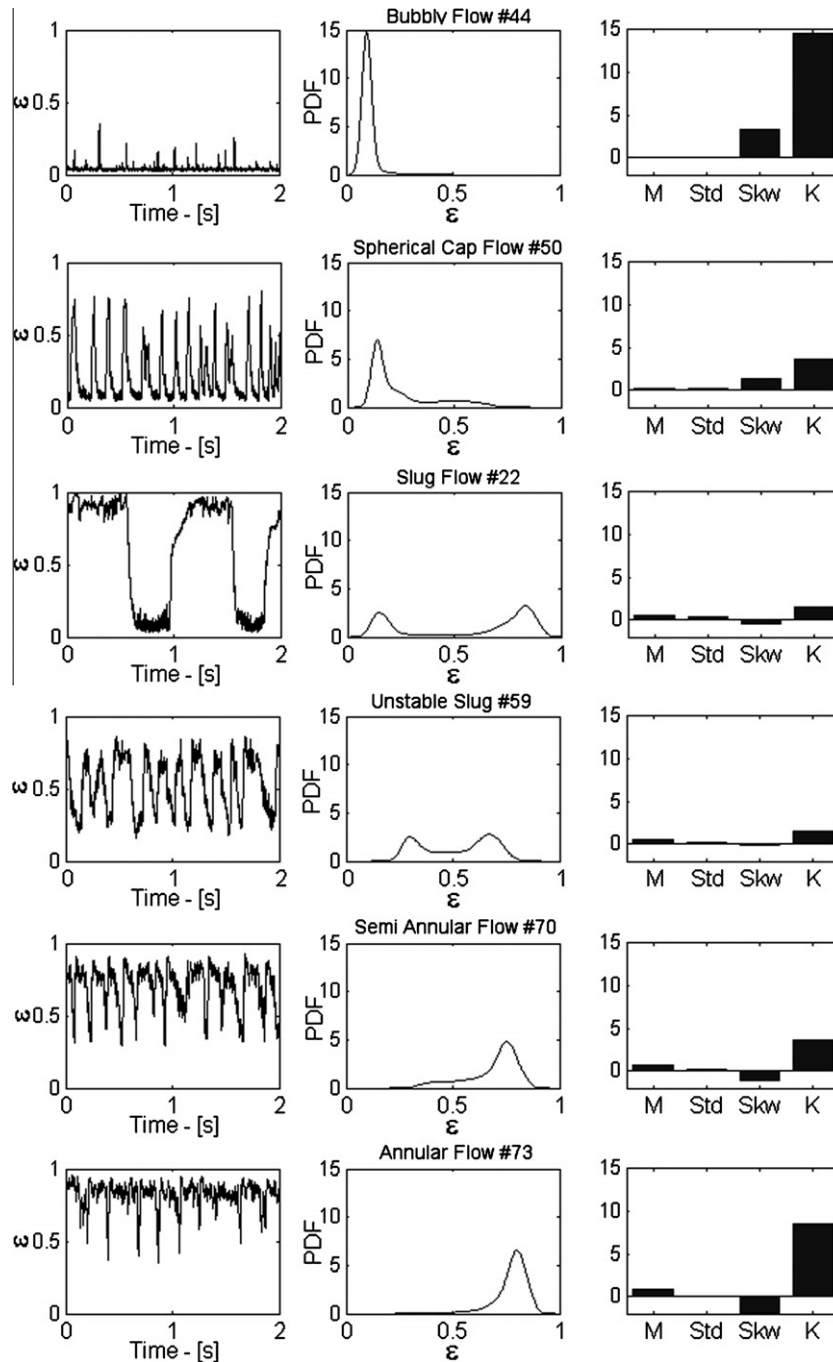 Bubbly Flow #44
1
0.5
0
ε
0 1 2
Time - [s]
15
10
5
0
PDF
0 0.5 1
ε
15
10
5
0
M Std Skw K
Spherical Cap Flow #50
1
0.5
0
ε
0 1 2
Time - [s]
15
10
5
0
PDF
0 0.5 1
ε
15
10
5
0
M Std Skw K
Slug Flow #22
1
0.5
0
ε
0 1 2
Time - [s]
15
10
5
0
PDF
0 0.5 1
ε
15
10
5
0
M Std Skw K
Unstable Slug #59
1
0.5
0
ε
0 1 2
Time - [s]
15
10
5
0
PDF
0 0.5 1
ε
15
10
5
0
M Std Skw K
Semi Annular Flow #70
1
0.5
0
ε
0 1 2
Time - [s]
15
10
5
0
PDF
0 0.5 1
ε
15
10
5
0
M Std Skw K
Annular Flow #73
1
0.5
0
ε
0 1 2
Time - [s]
15
10
5
0
PDF
0 0.5 1
ε
15
10
5
0
M Std Skw K